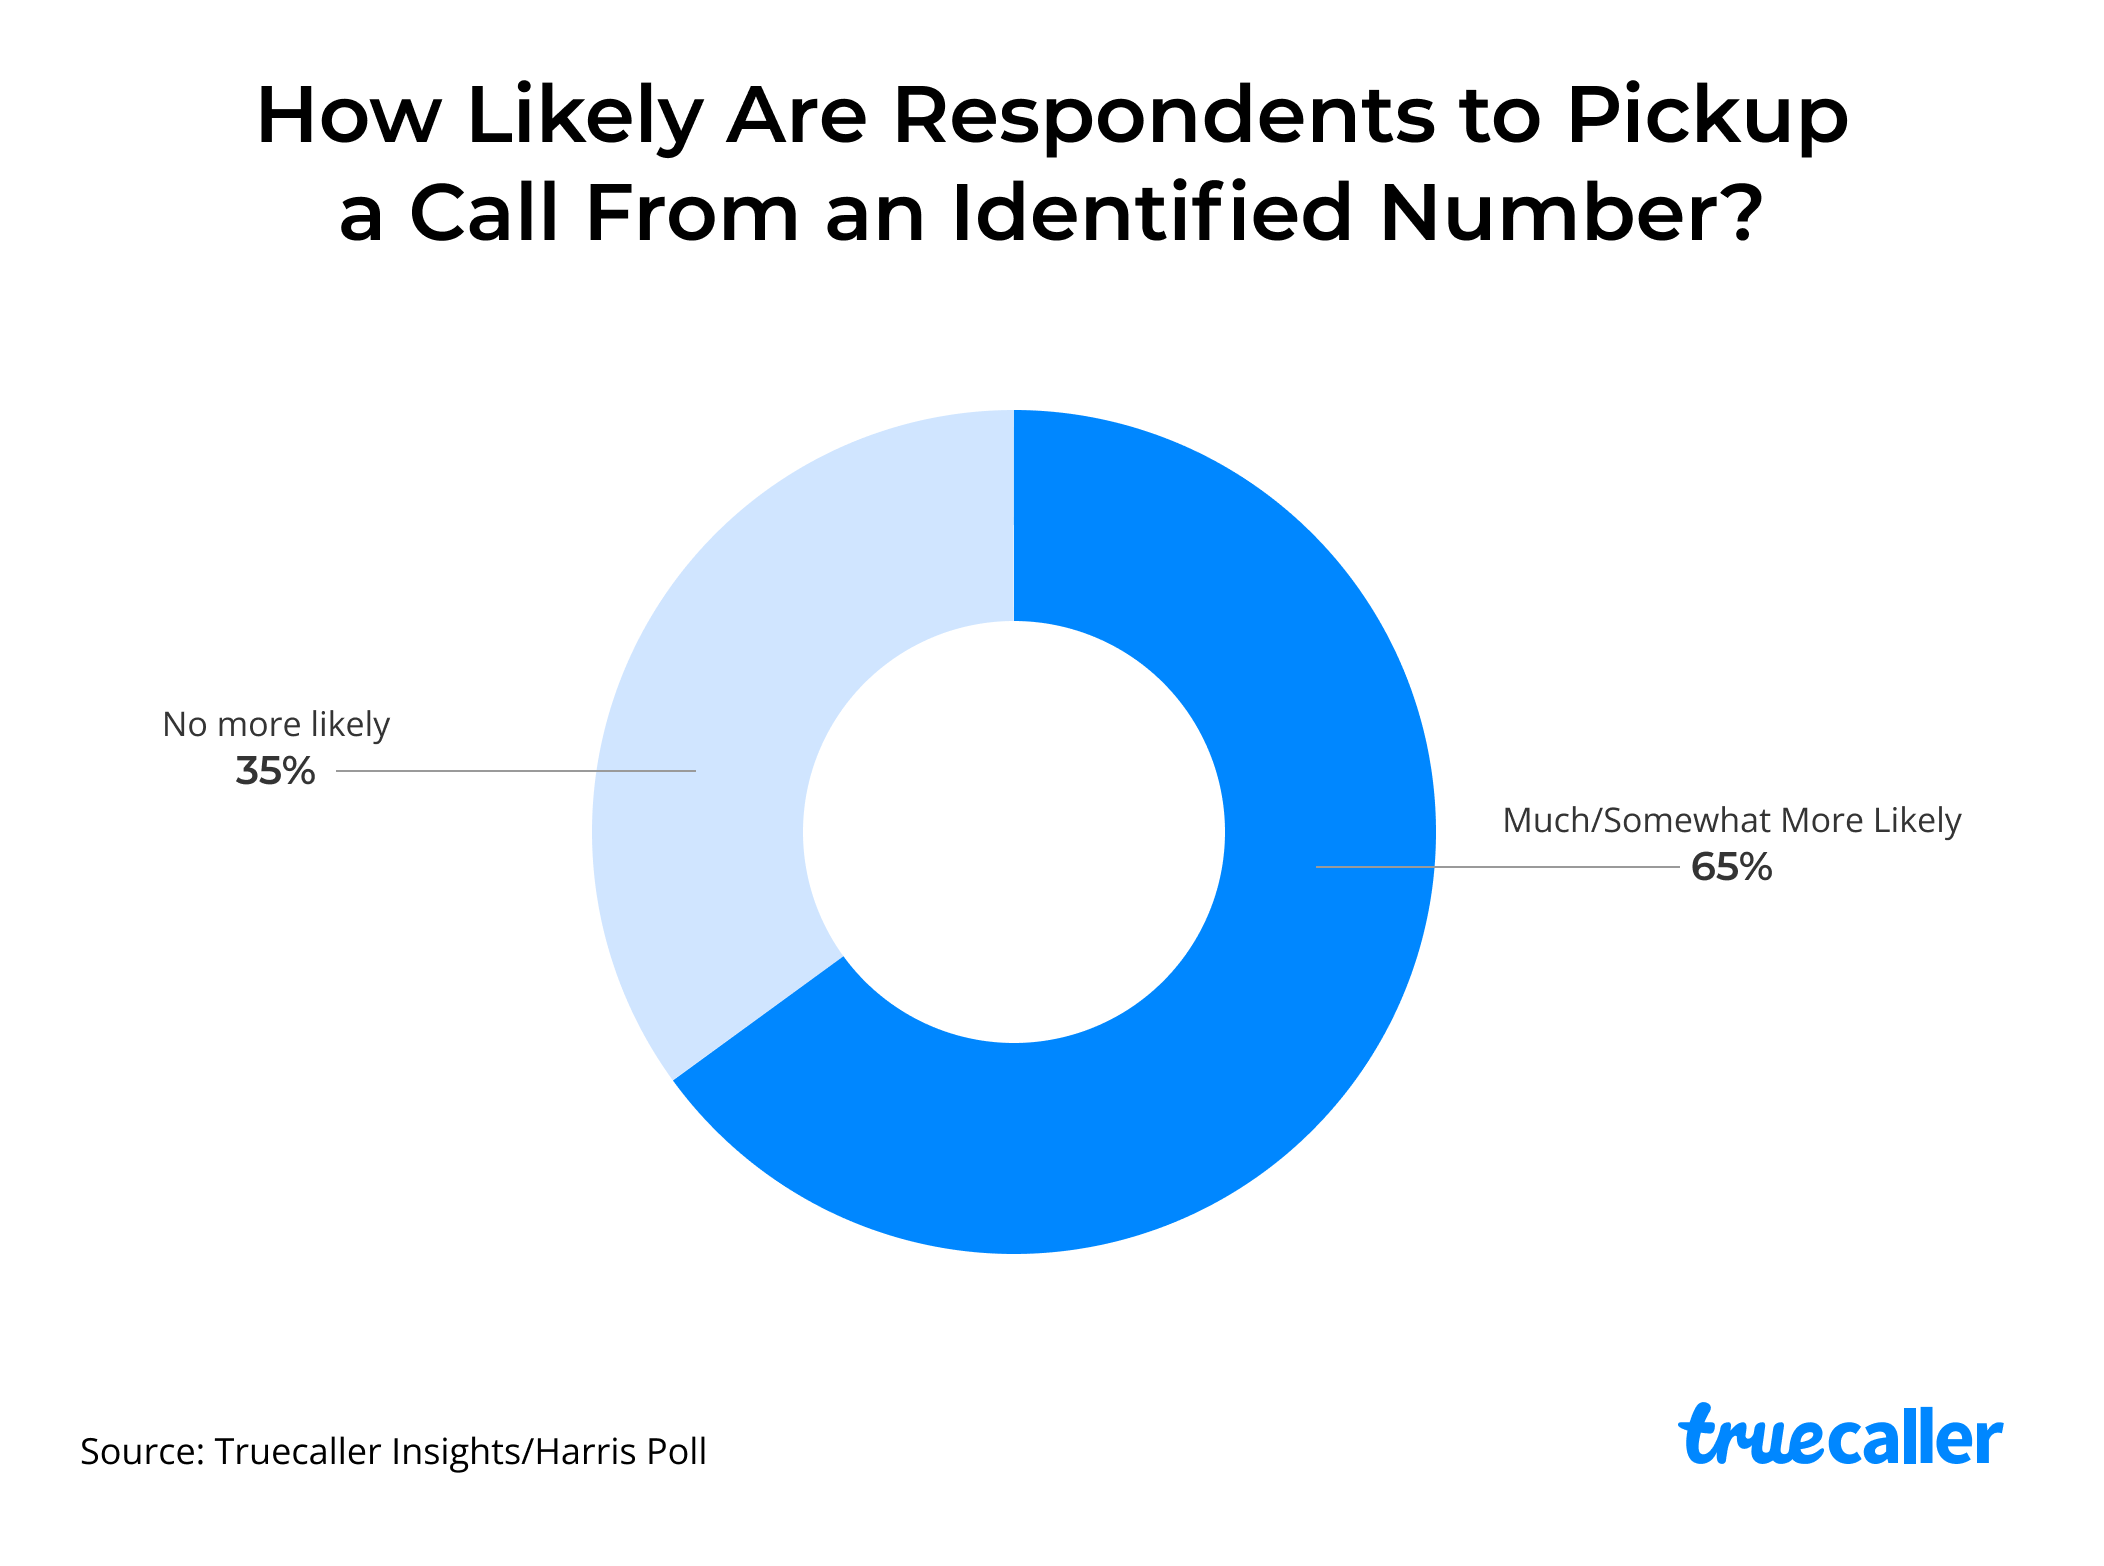 How Likely Are Respondents to Pickup
a Call From an Identified Number?
No more likely
35%
Much/Somewhat More Likely
65%
Source: Truecaller Insights/Harris Poll
truecaller